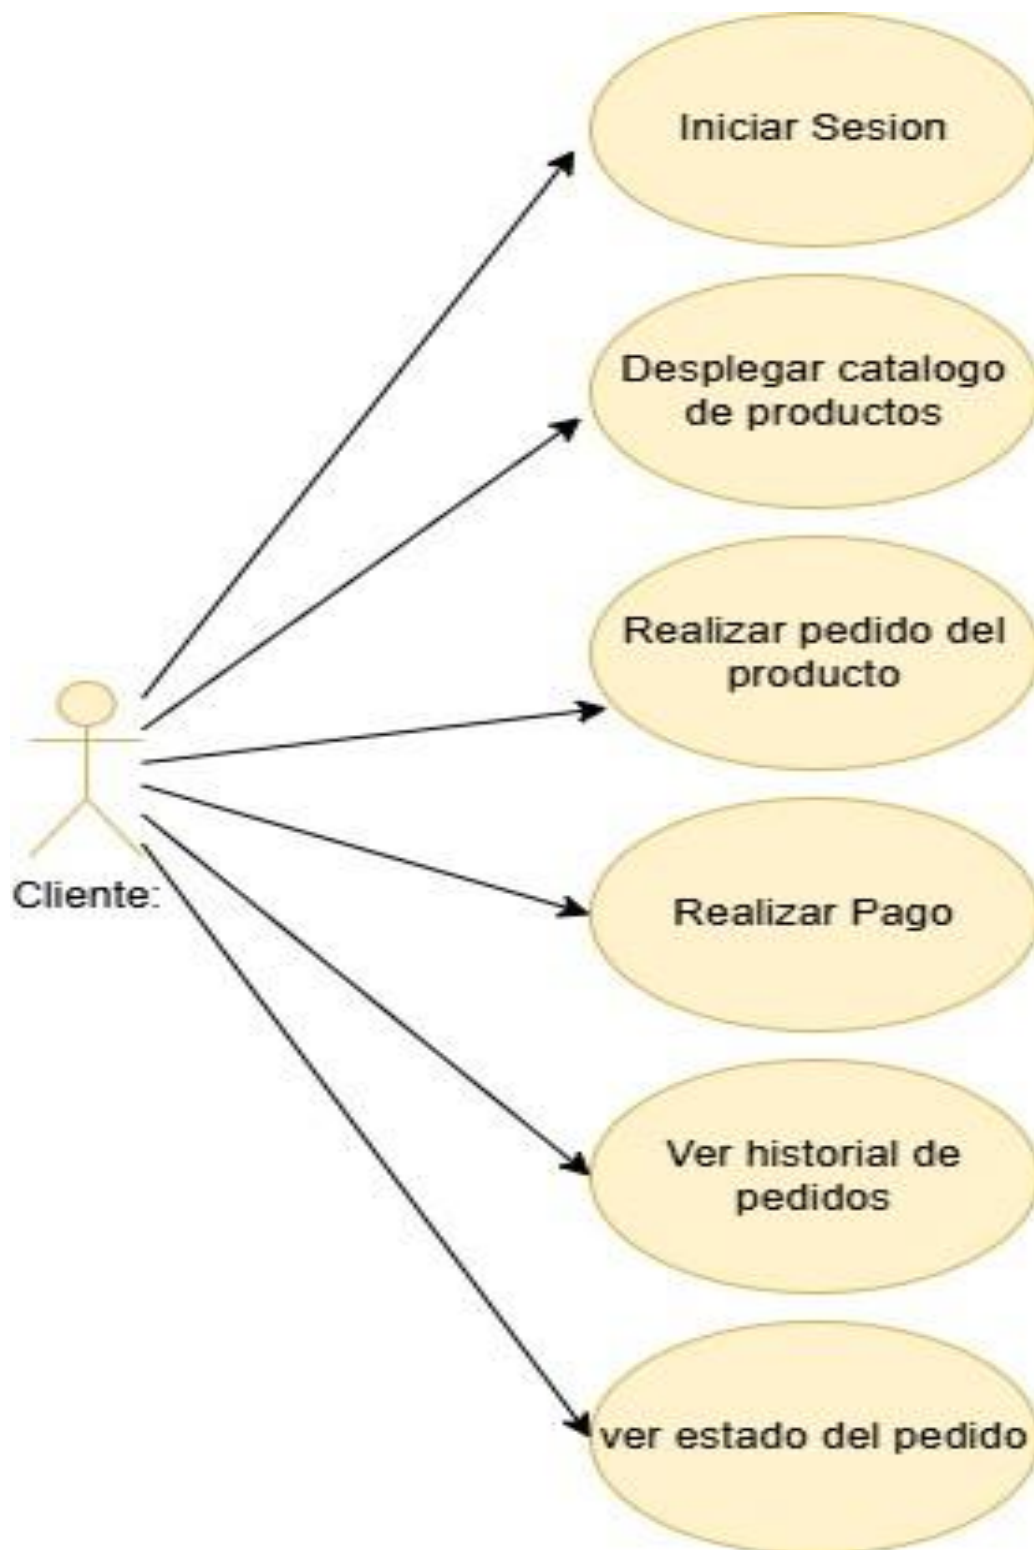 Iniciar Sesion
Desplegar catalogo
de productos
Realizar pedido del
producto
Cliente:
Realizar Pago
Ver historial de
pedidos
ver estado del pedido